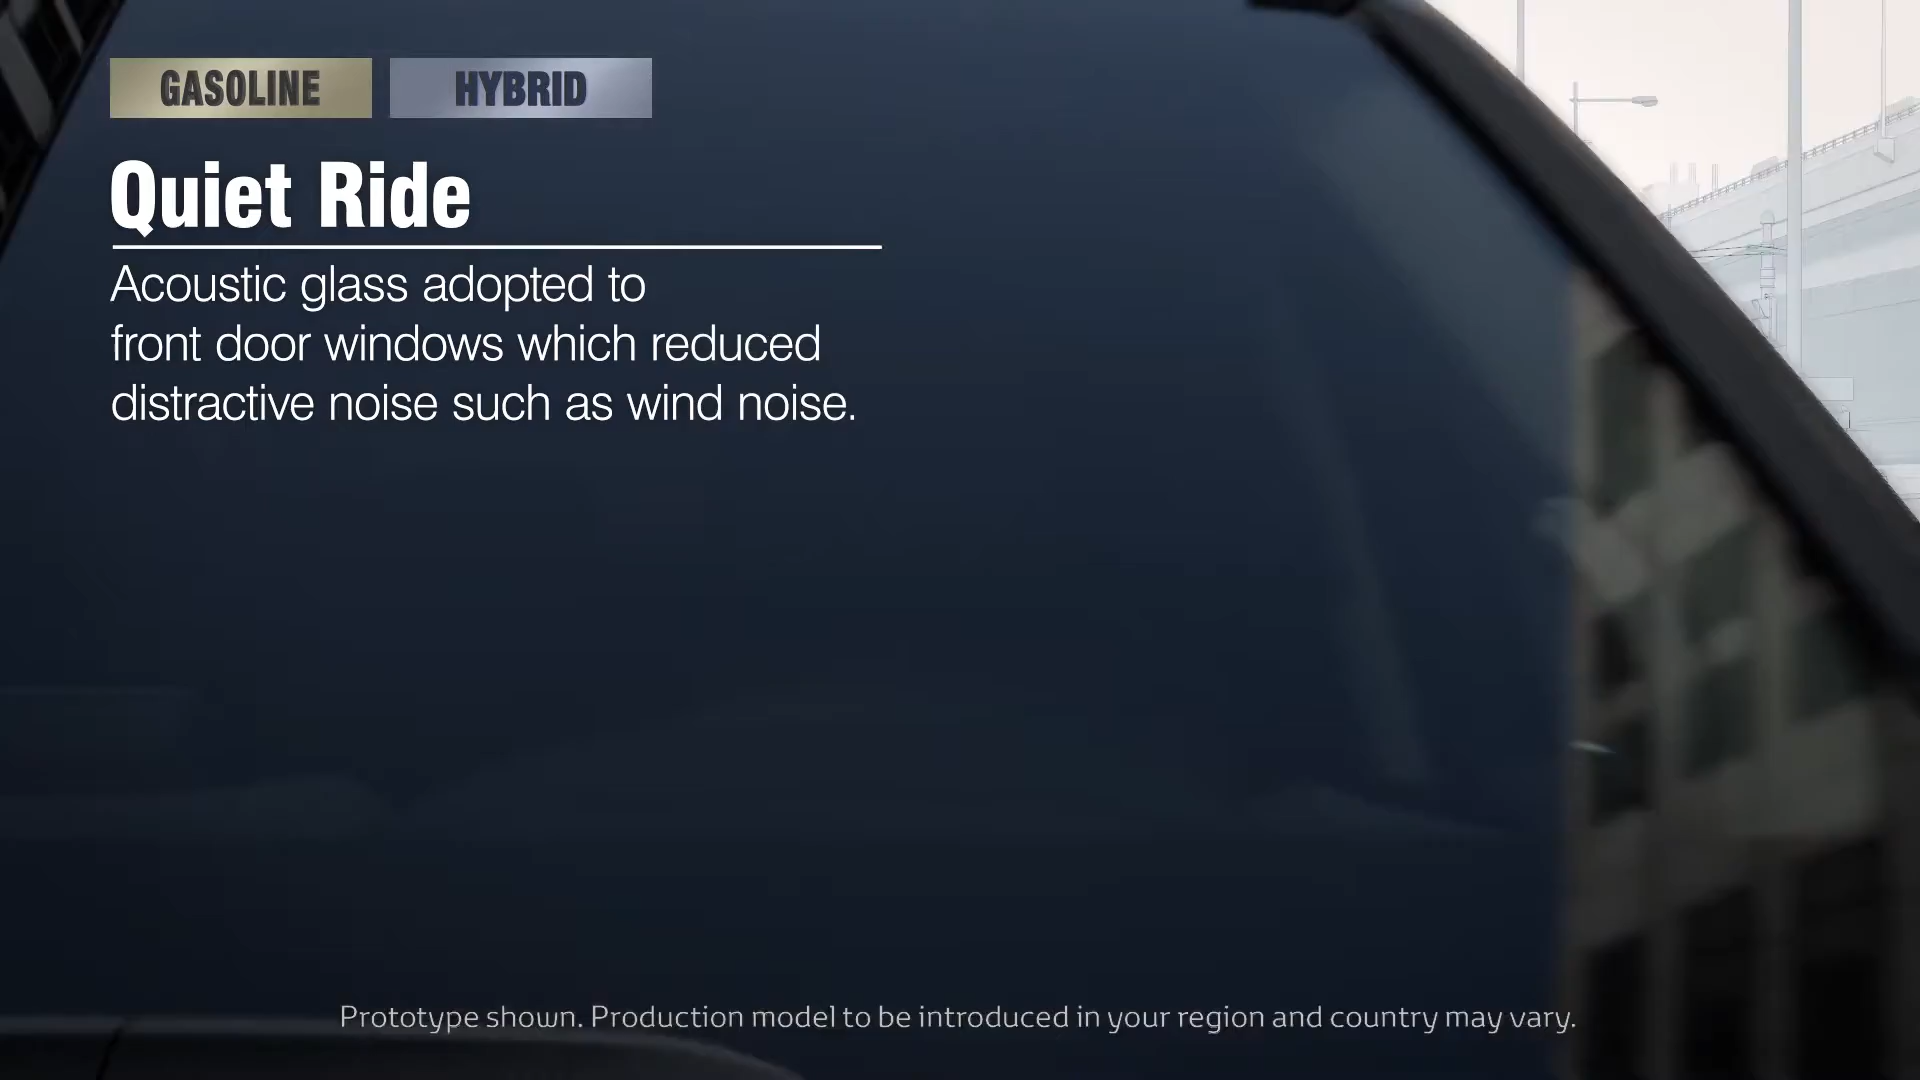 GASOLINE HYBRID
Quiet Ride
Acoustic glass adopted to
front door windows which reduced
distractive noise such as wind noise.
Prototype shown. Production model to be introduced in your region and country may vary.